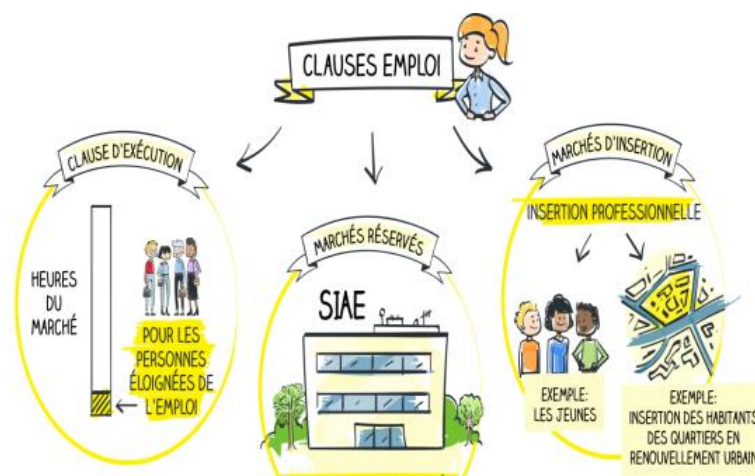 CLAUSES EMPLOI
CLAUSE D'EXÉCUTION
HEURES
DU
MARCHÉ
POUR LES
PERSONNES
ÉLOIGNÉES DE
L'EMPLOI
MARCHÉS RÉSERVÉS
SIAE
MARCHÉS D'INSERTION
INSERTION PROFESSIONNELLE
EXEMPLE:
LES JEUNES
EXEMPLE:
INSERTION DES HABITANTS
DES QUARTIERS EN
RENOUVELLEMENT URBAIN